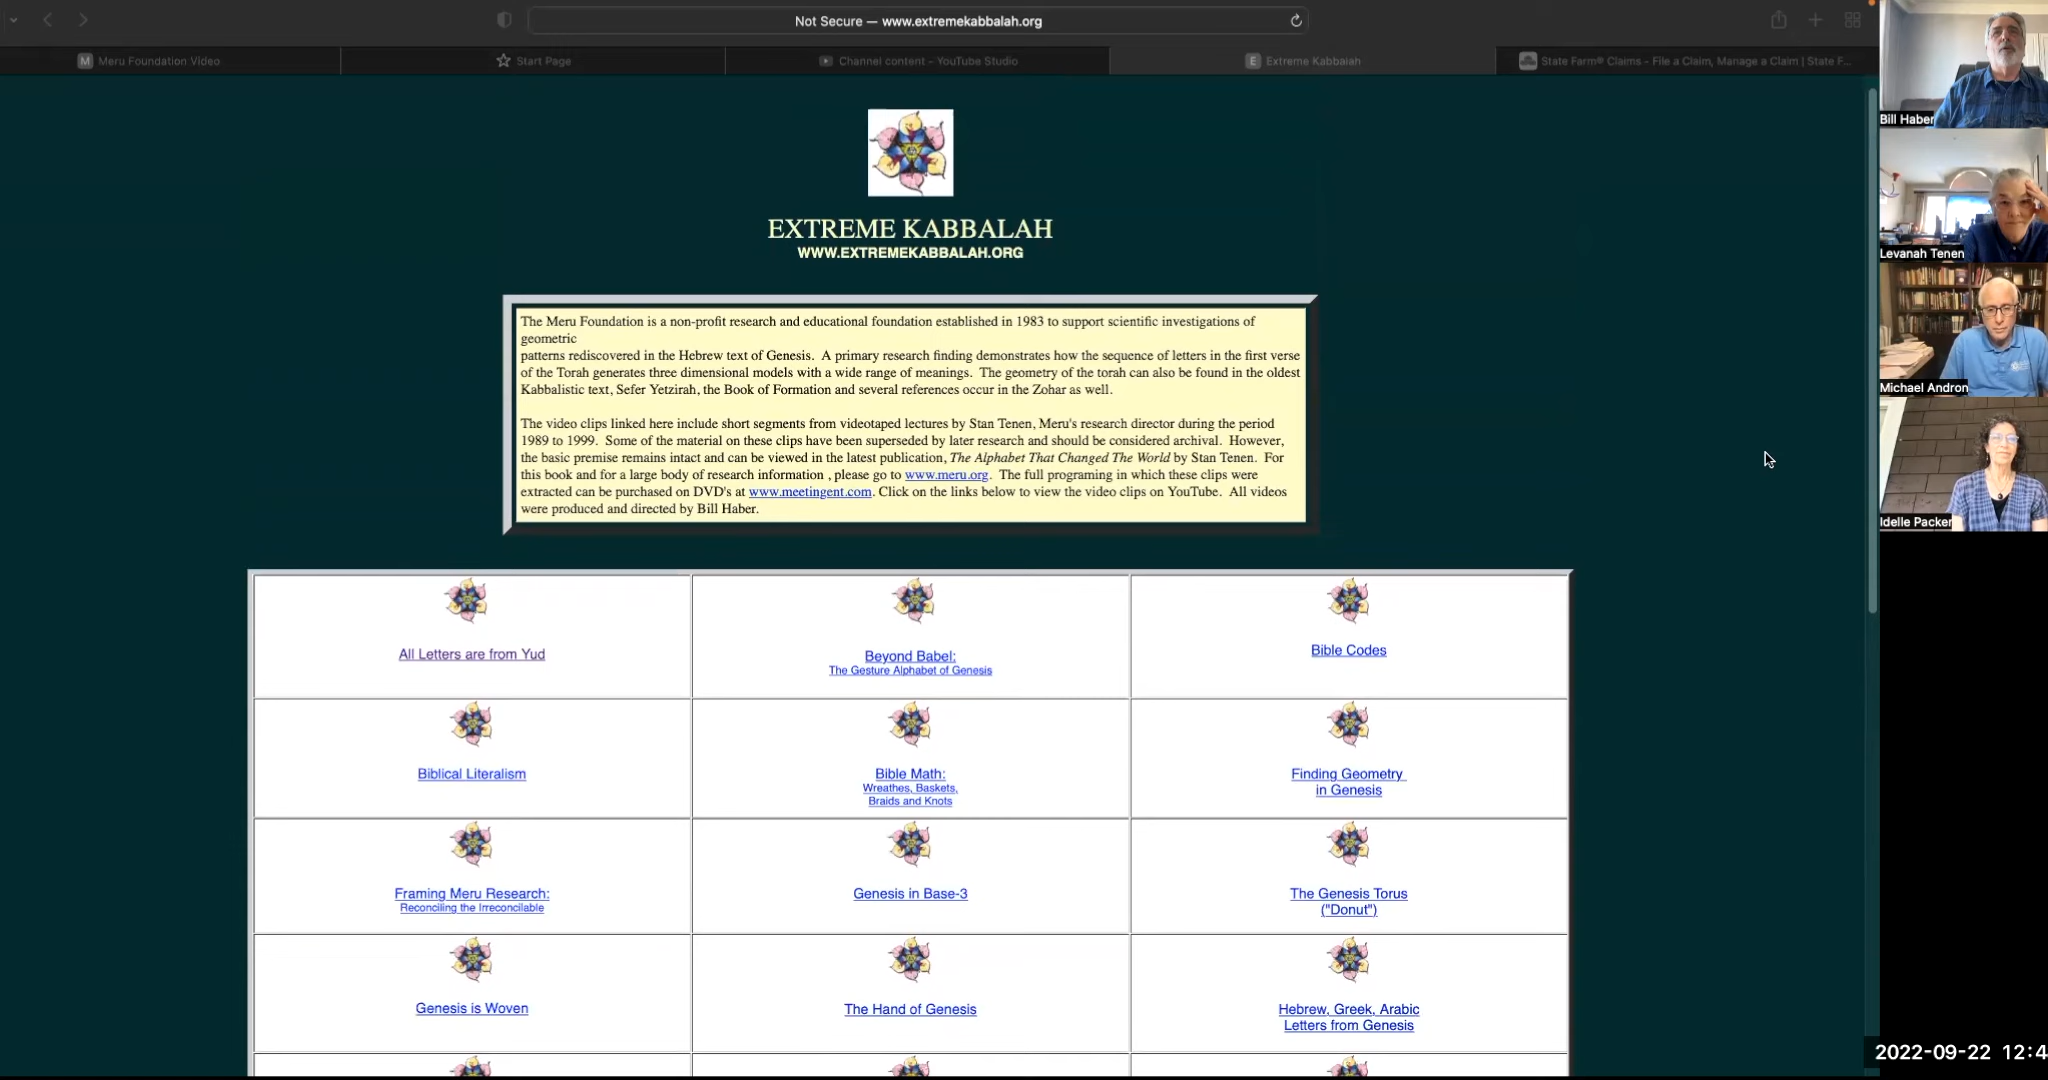 Not Secure — www.extremekabbalah.org
Meru Foundation Video
Start Page
Channel content - YouTube Studio
E Extreme Kabbalah
State Farm® Claims - File a Claim, Manage a Claim | State F...
EXTREME KABBALAH
WWW.EXTREMEKABBALAH.ORG
The Meru Foundation is a non-profit research and educational foundation established in 1983 to support scientific investigations of
geometric
patterns rediscovered in the Hebrew text of Genesis. A primary research finding demonstrates how the sequence of letters in the first verse
of the Torah generates three dimensional models with a wide range of meanings. The geometry of the torah can also be found in the oldest
Kabbalistic text, Sefer Yetzirah, the Book of Formation and several references occur in the Zohar as well.
The video clips linked here include short segments from videotaped lectures by Stan Tenen, Meru's research director during the period
1989 to 1999. Some of the material on these clips have been superseded by later research and should be considered archival. However,
the basic premise remains intact and can be viewed in the latest publication, The Alphabet That Changed The World by Stan Tenen. For
this book and for a large body of research information , please go to www.meru.org. The full programing in which these clips were
extracted can be purchased on DVD's at www.meetingent.com. Click on the links below to view the video clips on YouTube. All videos
were produced and directed by Bill Haber.
All Letters are from Yud
Beyond Babel:
The Gesture Alphabet of Genesis
Bible Codes
Biblical Literalism
Bible Math:
Wreathes, Baskets,
Braids and Knots
Finding Geometry
in Genesis
Framing Meru Research:
Reconciling the Irreconcilable
Genesis in Base-3
The Genesis Torus
("Donut")
Genesis is Woven
The Hand of Genesis
Hebrew, Greek, Arabic
Letters from Genesis
Bill Haber
Levanah Tenen
Michael Andron
Idelle Packer
2022-09-22 12:4